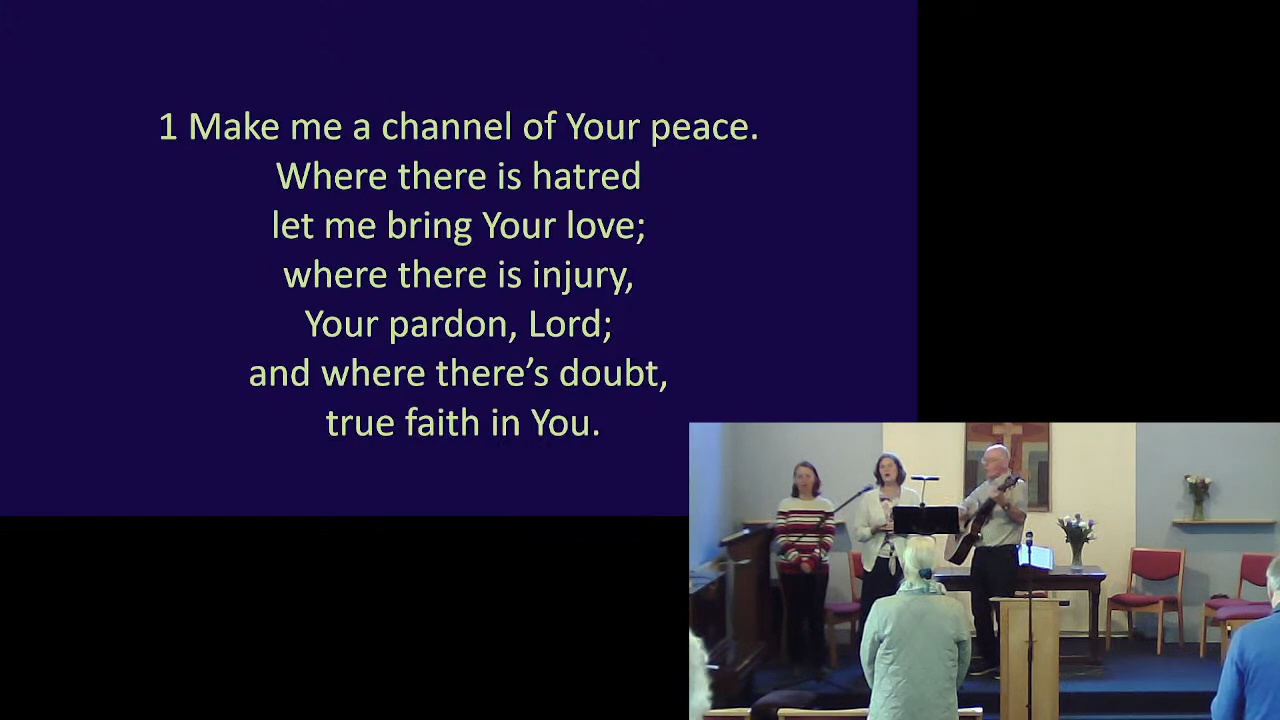 1 Make me a channel of Your peace.
Where there is hatred
let me bring Your love;
where there is injury,
Your pardon, Lord;
and where there’s doubt,
true faith in You.